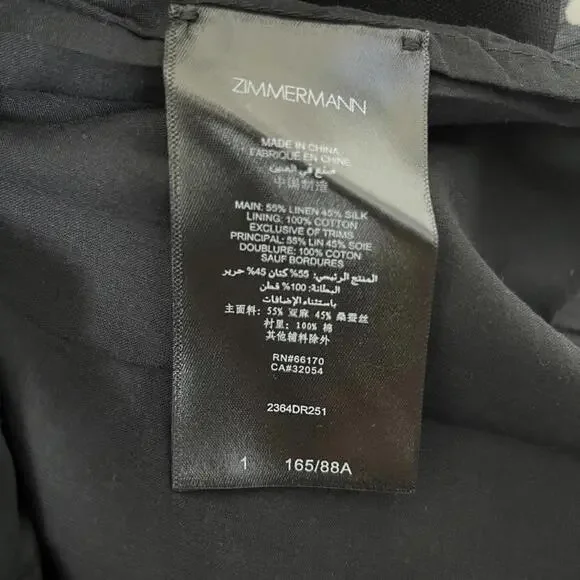 ZIMMERMANN
MADE IN CHINA
FABRIQUE EN CHINE
صنع في الصين
中国制造
MAIN: 55% LINEN 45% SILK
LINING: 100% COTTON
EXCLUSIVE OF TRIMS
PRINCIPAL: 55% LIN 45% SOIE
DOUBLURE: 100% COTON
SAUF BORDURES
المنتج الرئيسي: 55% كتان 45% حرير
البطانة: 100% قطن
باستثناء الإضافات
主面料: 55% 亚麻 45% 桑蚕丝
衬里: 100% 棉
其他辅料除外
RN#66170
CA#32054
2364DR251
1 165/88A